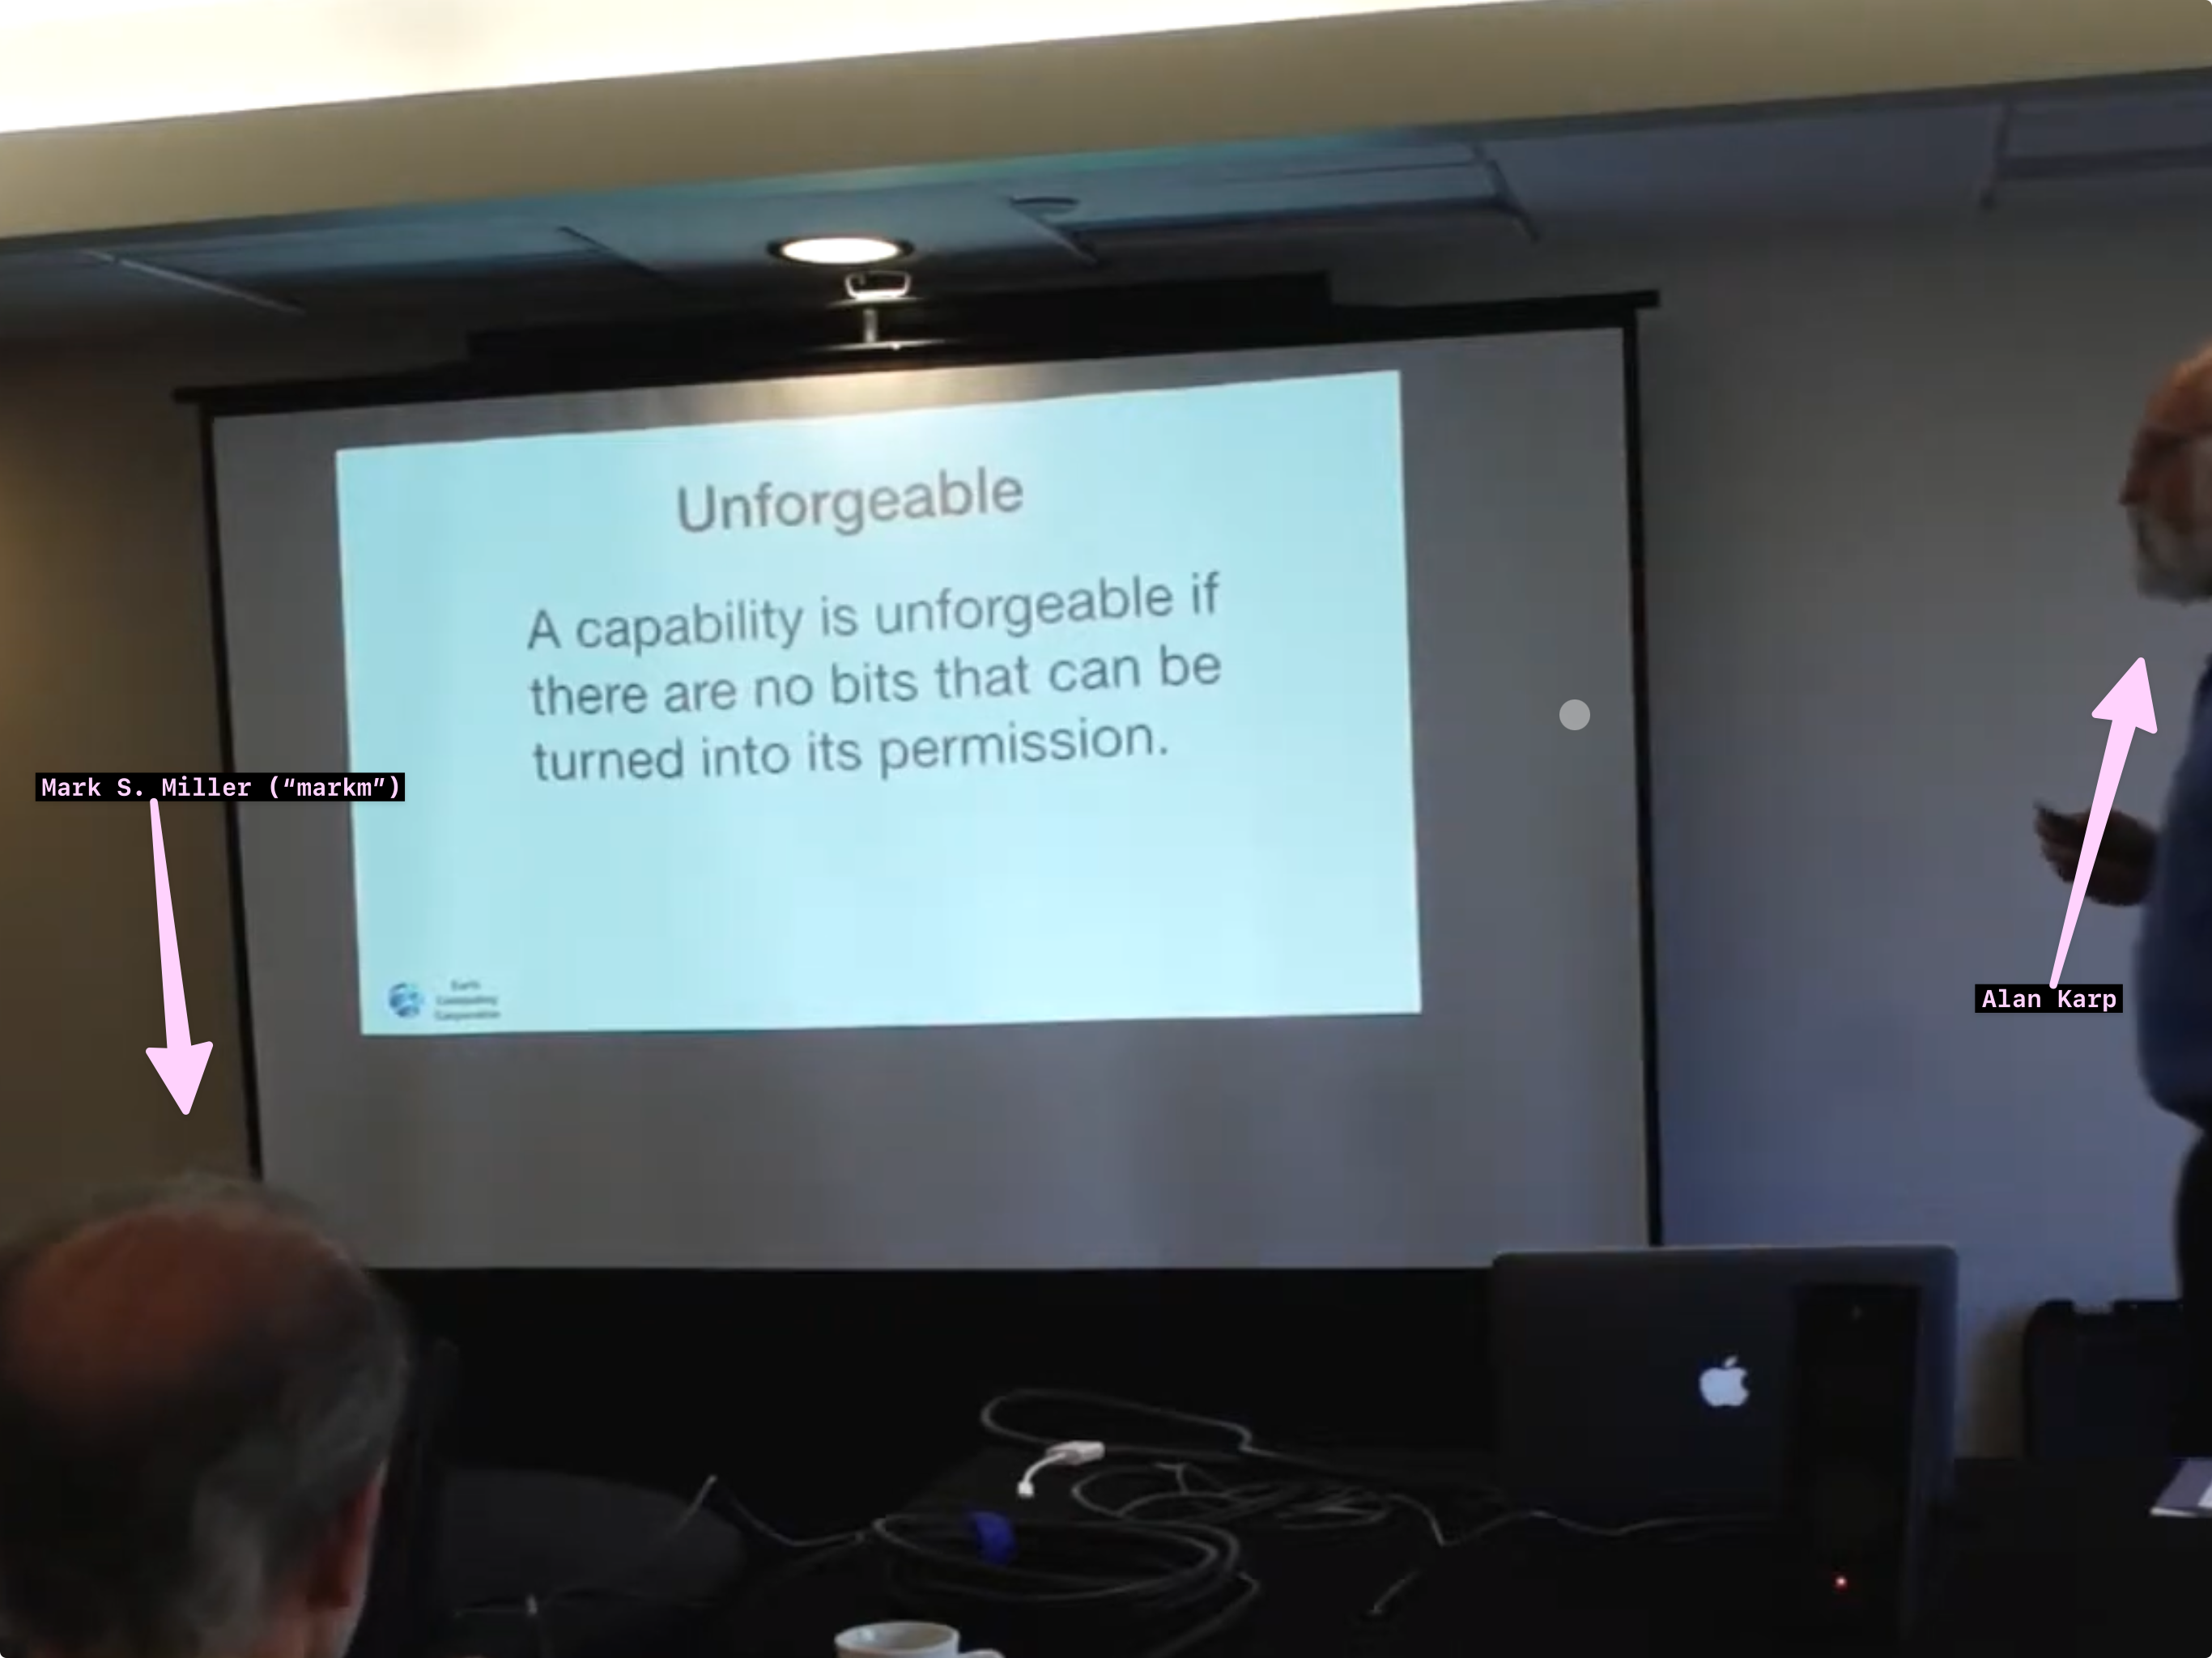 Unforgeable
A capability is unforgeable if
there are no bits that can be
turned into its permission.
Mark S. Miller (“markm”)
Alan Karp
Earth
Computing
Corporation